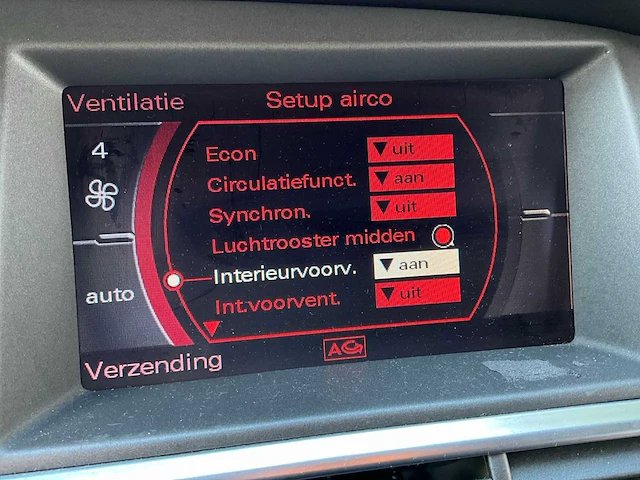 Ventilatie
Setup airco
4
Econ uit
Circulatiefunct. aan
Synchron. uit
Luchtrooster midden
Interieurvoorv. aan
Int.voorvent. uit
auto
Verzending
A